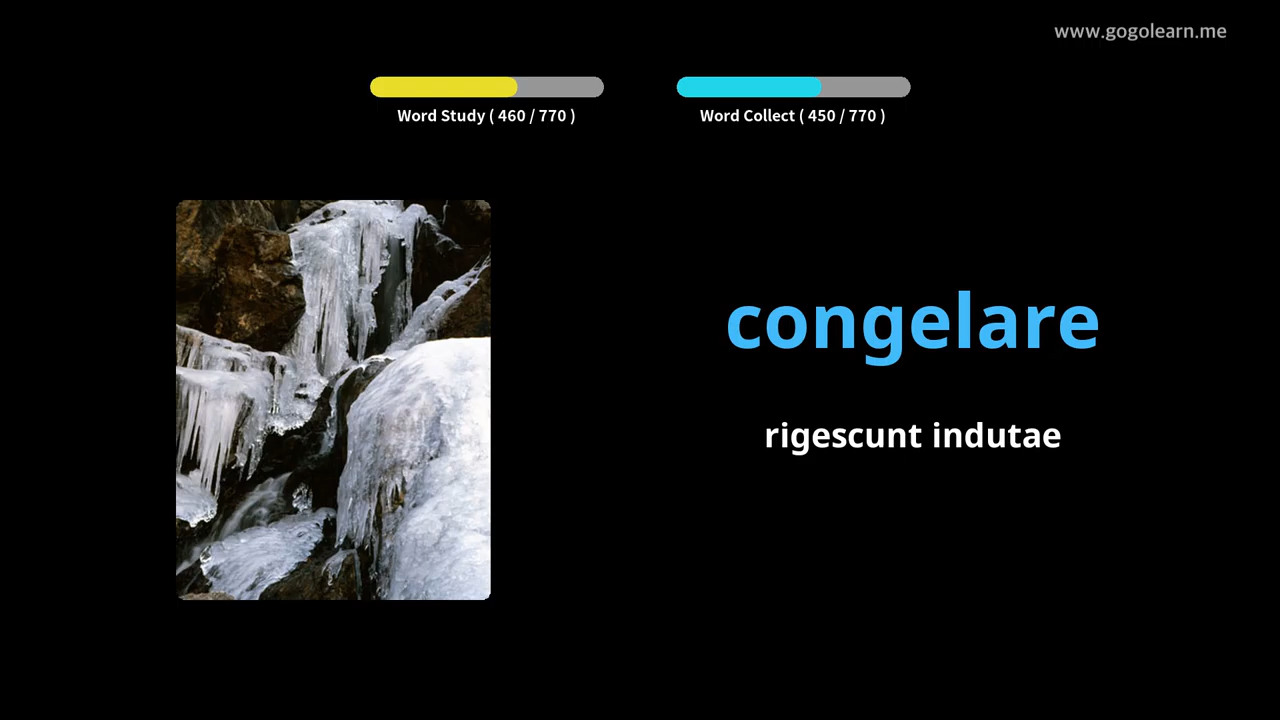 www.gogolearn.me
Word Study ( 460 / 770 )
Word Collect ( 450 / 770 )
congelare
rigescunt indutae